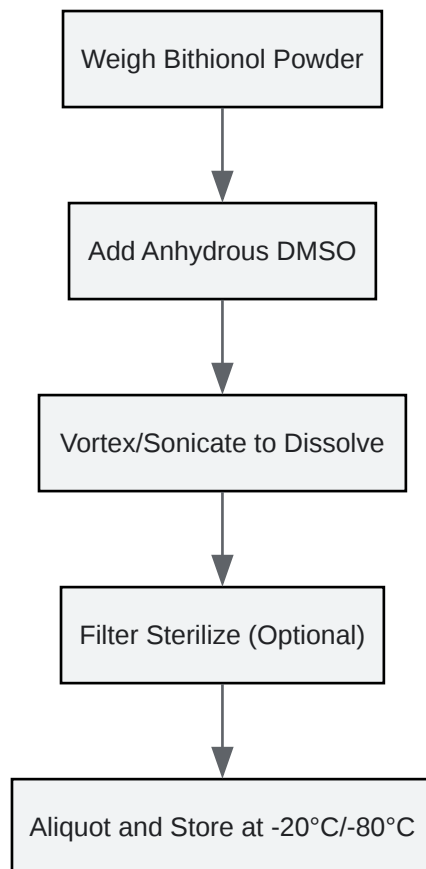 Weigh Bithionol Powder
Add Anhydrous DMSO
Vortex/Sonicate to Dissolve
Filter Sterilize (Optional)
Aliquot and Store at -20°C/-80°C